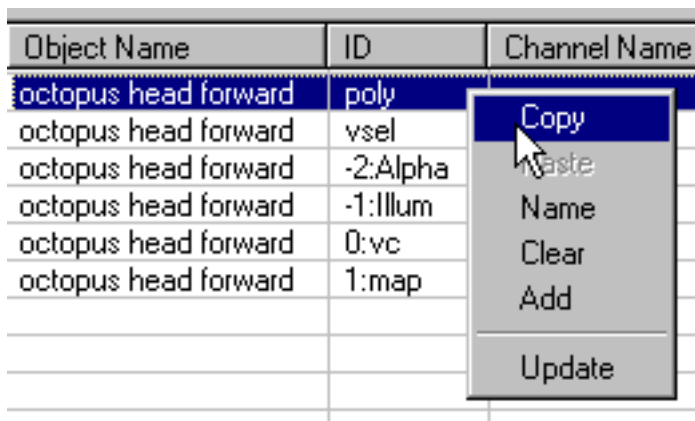 Object Name ID Channel Name
octopus head forward poly
octopus head forward vsel
octopus head forward -2:Alpha
octopus head forward -1:Illum
octopus head forward 0:vc
octopus head forward 1:map
Copy
Paste
Name
Clear
Add
Update